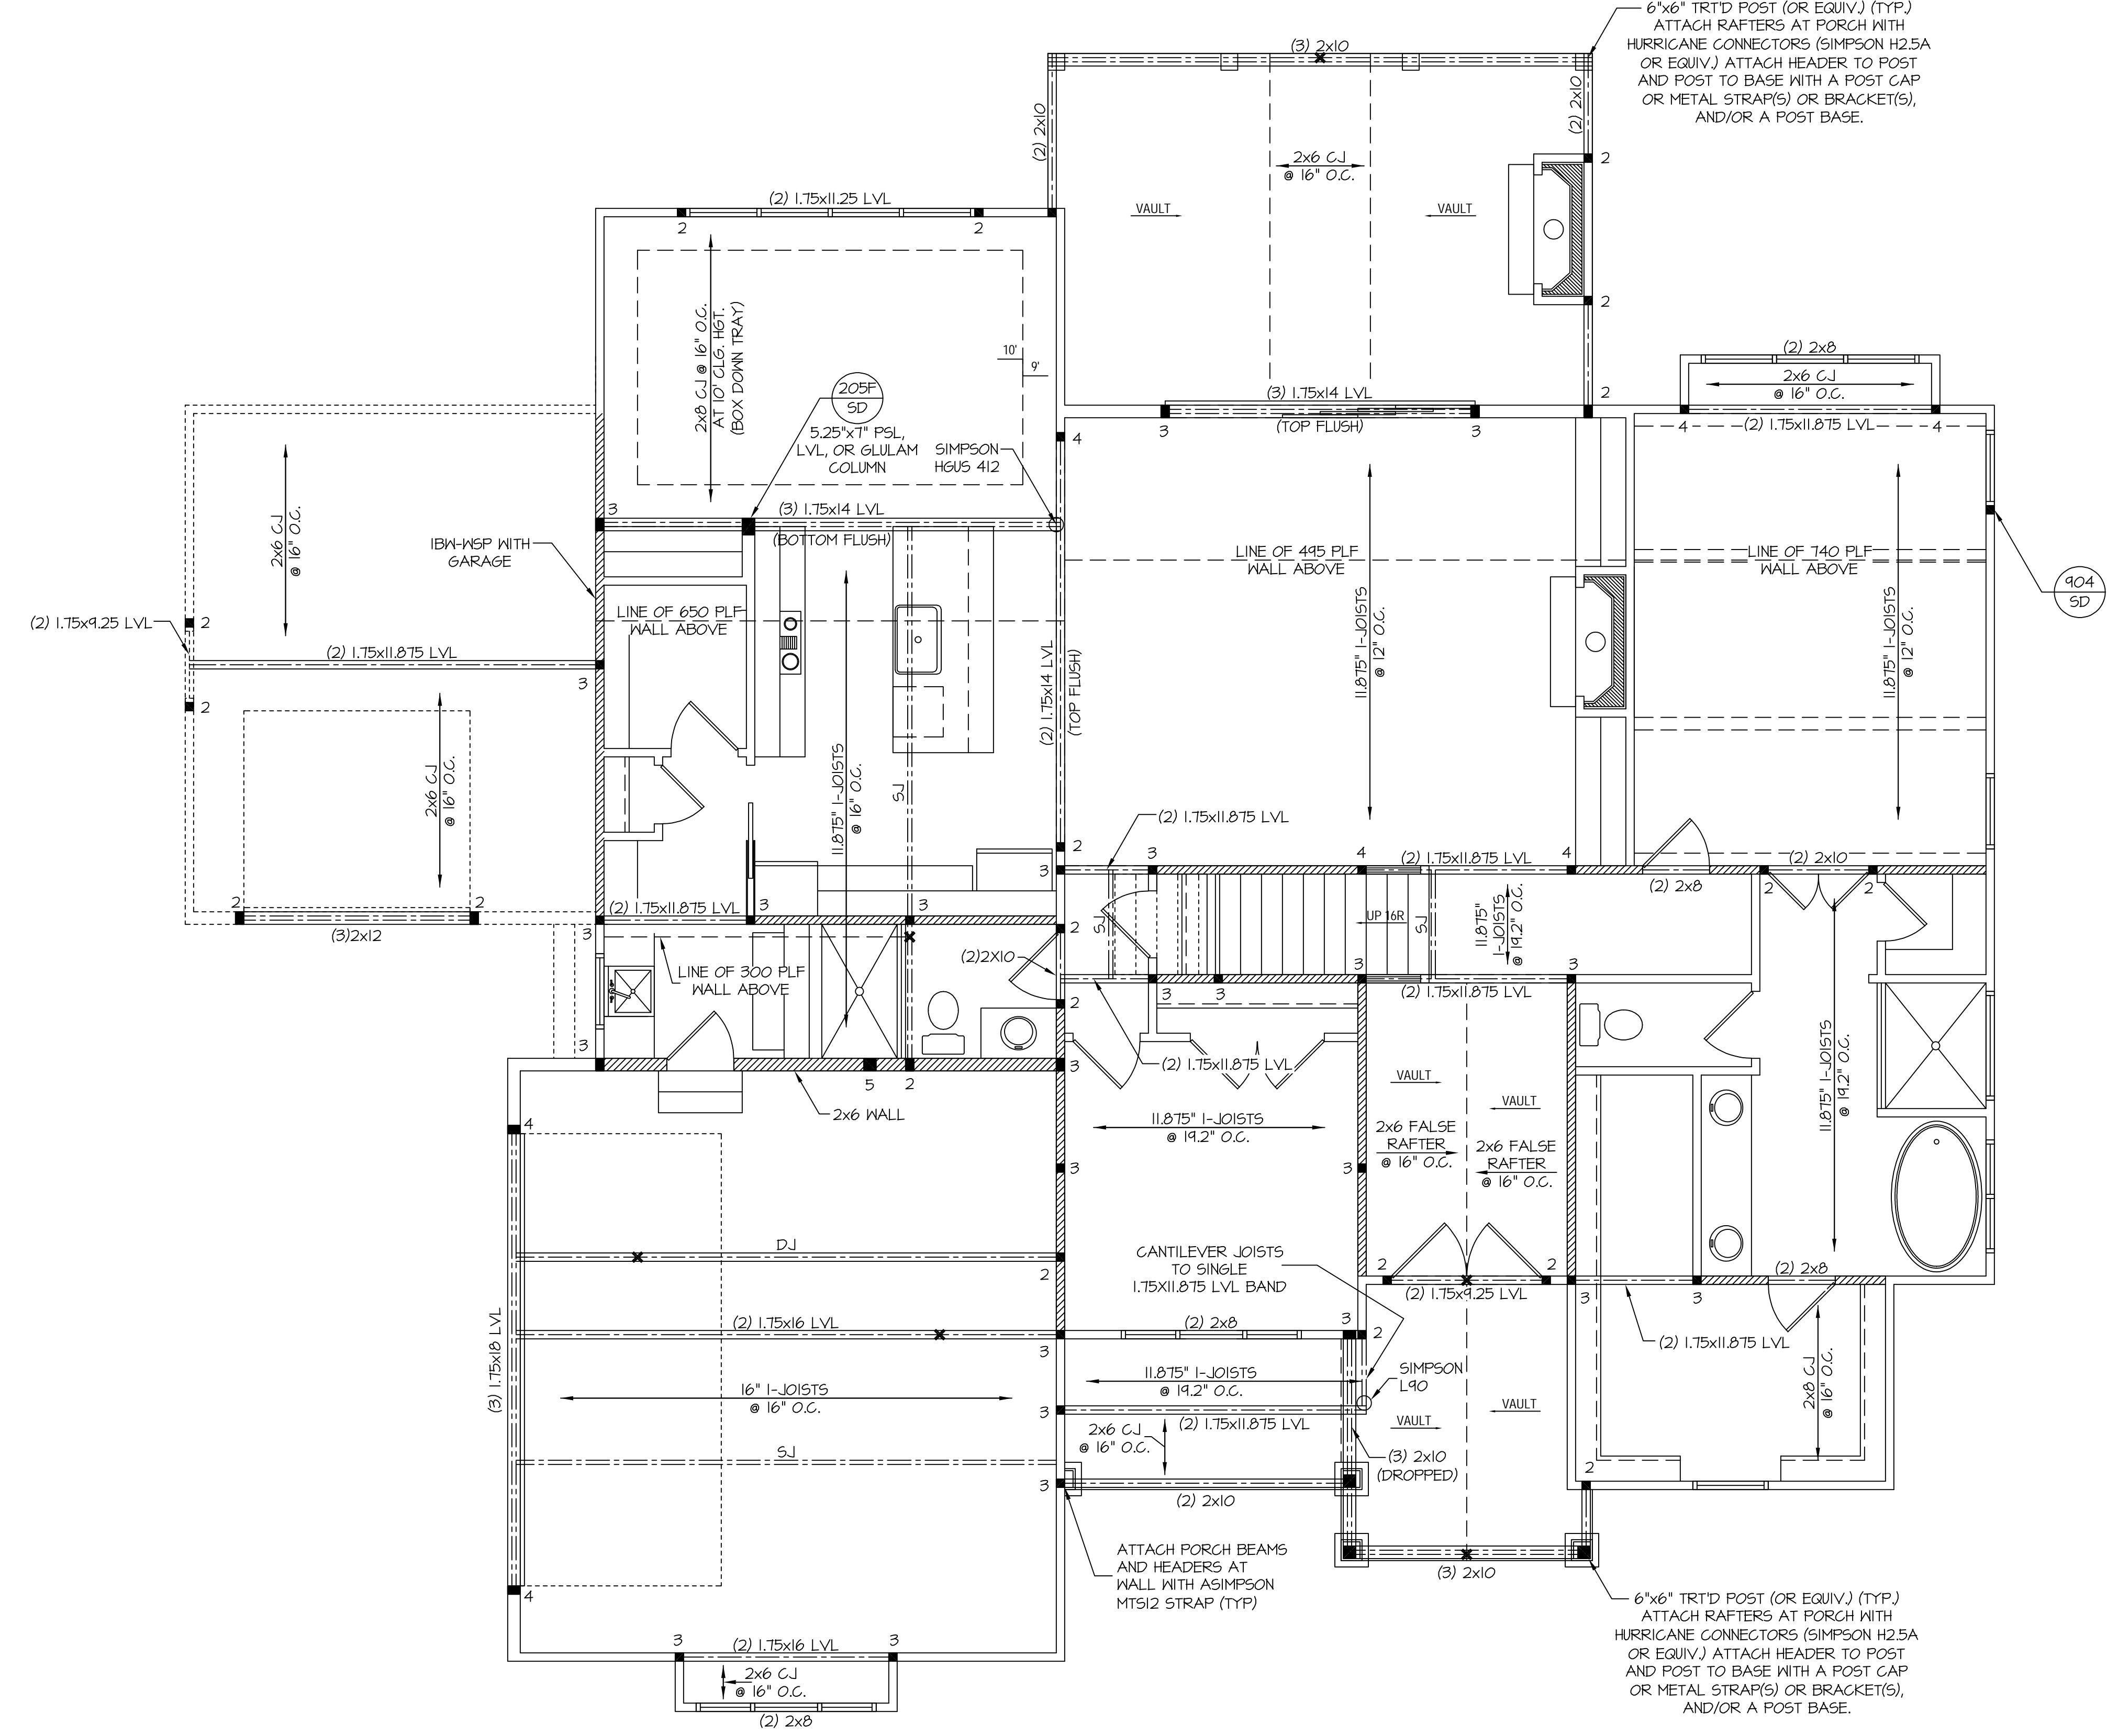 6"x6" TRT'D POST (OR EQUIV.) (TYP.)
ATTACH RAFTERS AT PORCH WITH
HURRICANE CONNECTORS (SIMPSON H2.5A
OR EQUIV.) ATTACH HEADER TO POST
AND POST TO BASE WITH A POST CAP
OR METAL STRAP(S) OR BRACKET(S),
AND/OR A POST BASE.
(3) 2x10
(2) 2x10
(2) 2x10
2x6 CJ
@ 16" O.C.
VAULT
VAULT
2
2
2
(2) 1.75x11.25 LVL
2
2
2x8 CJ @ 16" O.C.
AT 10' CLG. HGT.
(BOX DOWN TRAY)
10'
9'
205F
SD
5.25"x7" PSL,
LVL, OR GLULAM
COLUMN
SIMPSON
HGUS 412
(3) 1.75x14 LVL
(TOP FLUSH)
3
3
4
(2) 2x8
2x6 CJ
@ 16" O.C.
(2) 1.75x11.875 LVL
4
4
904
SD
3
(3) 1.75x14 LVL
(BOTTOM FLUSH)
IBW-WSP WITH
GARAGE
2x6 CJ
@ 16" O.C.
(2) 1.75x9.25 LVL
2
2
(2) 1.75x11.875 LVL
3
2x6 CJ
@ 16" O.C.
2
2
(3)2x12
LINE OF 650 PLF
WALL ABOVE
LINE OF 495 PLF
WALL ABOVE
LINE OF 740 PLF
WALL ABOVE
11.875" I-JOISTS
@ 16" O.C.
SJ
(2) 1.75x14 LVL
(TOP FLUSH)
11.875" I-JOISTS
@ 12" O.C.
11.875" I-JOISTS
@ 12" O.C.
(2) 1.75x11.875 LVL
2
3
3
4
(2) 1.75x11.875 LVL
4
(2) 2x8
(2) 2x10
2
2
(2) 1.75x11.875 LVL
3
3
3
LINE OF 300 PLF
WALL ABOVE
(2)2X10
2
2
SJ
UP 16R
SJ
11.875"
I-JOISTS
@ 19.2" O.C.
3
3
3
3
(2) 1.75x11.875 LVL
3
5
2
3
2x6 WALL
(2) 1.75x11.875 LVL
11.875" I-JOISTS
@ 19.2" O.C.
VAULT
VAULT
2x6 FALSE
RAFTER
@ 16" O.C.
2x6 FALSE
RAFTER
@ 16" O.C.
11.875" I-JOISTS
@ 19.2" O.C.
4
3
3
DJ
2
CANTILEVER JOISTS
TO SINGLE
1.75X11.875 LVL BAND
2
2
(2) 1.75x9.25 LVL
3
3
(2) 2x8
(2) 1.75x11.875 LVL
(2) 1.75x16 LVL
3
(2) 2x8
3
2
(3) 1.75x18 LVL
16" I-JOISTS
@ 16" O.C.
11.875" I-JOISTS
@ 19.2" O.C.
SIMPSON
L90
3
(2) 1.75x11.875 LVL
VAULT
VAULT
2x8 CJ
@ 16" O.C.
SJ
2x6 CJ
@ 16" O.C.
(3) 2x10
(DROPPED)
3
(2) 2x10
2
ATTACH PORCH BEAMS
AND HEADERS AT
WALL WITH ASIMPSON
MTS12 STRAP (TYP)
(3) 2x10
4
3
(2) 1.75x16 LVL
3
2x6 CJ
@ 16" O.C.
(2) 2x8
6"x6" TRT'D POST (OR EQUIV.) (TYP.)
ATTACH RAFTERS AT PORCH WITH
HURRICANE CONNECTORS (SIMPSON H2.5A
OR EQUIV.) ATTACH HEADER TO POST
AND POST TO BASE WITH A POST CAP
OR METAL STRAP(S) OR BRACKET(S),
AND/OR A POST BASE.